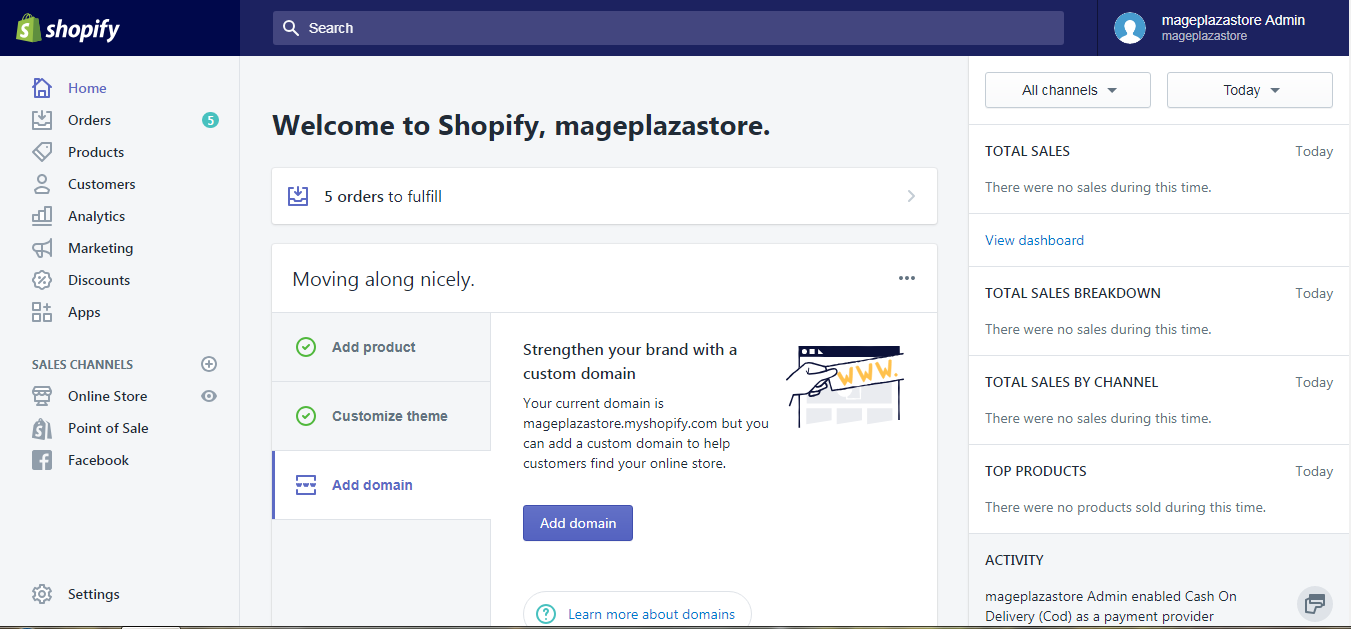 shopify
Search
mageplazastore Admin
mageplazastore
Home
Orders 5
Products
Customers
Analytics
Marketing
Discounts
Apps
SALES CHANNELS
Online Store
Point of Sale
Facebook
Settings
Welcome to Shopify, mageplazastore.
5 orders to fulfill
Moving along nicely.
Add product
Customize theme
Add domain
Strengthen your brand with a
custom domain
Your current domain is
mageplazastore.myshopify.com but you
can add a custom domain to help
customers find your online store.
WWW.
Add domain
Learn more about domains
All channels
Today
TOTAL SALES Today
There were no sales during this time.
View dashboard
TOTAL SALES BREAKDOWN Today
There were no sales during this time.
TOTAL SALES BY CHANNEL Today
There were no sales during this time.
TOP PRODUCTS Today
There were no products sold during this time.
ACTIVITY
mageplazastore Admin enabled Cash On
Delivery (Cod) as a payment provider